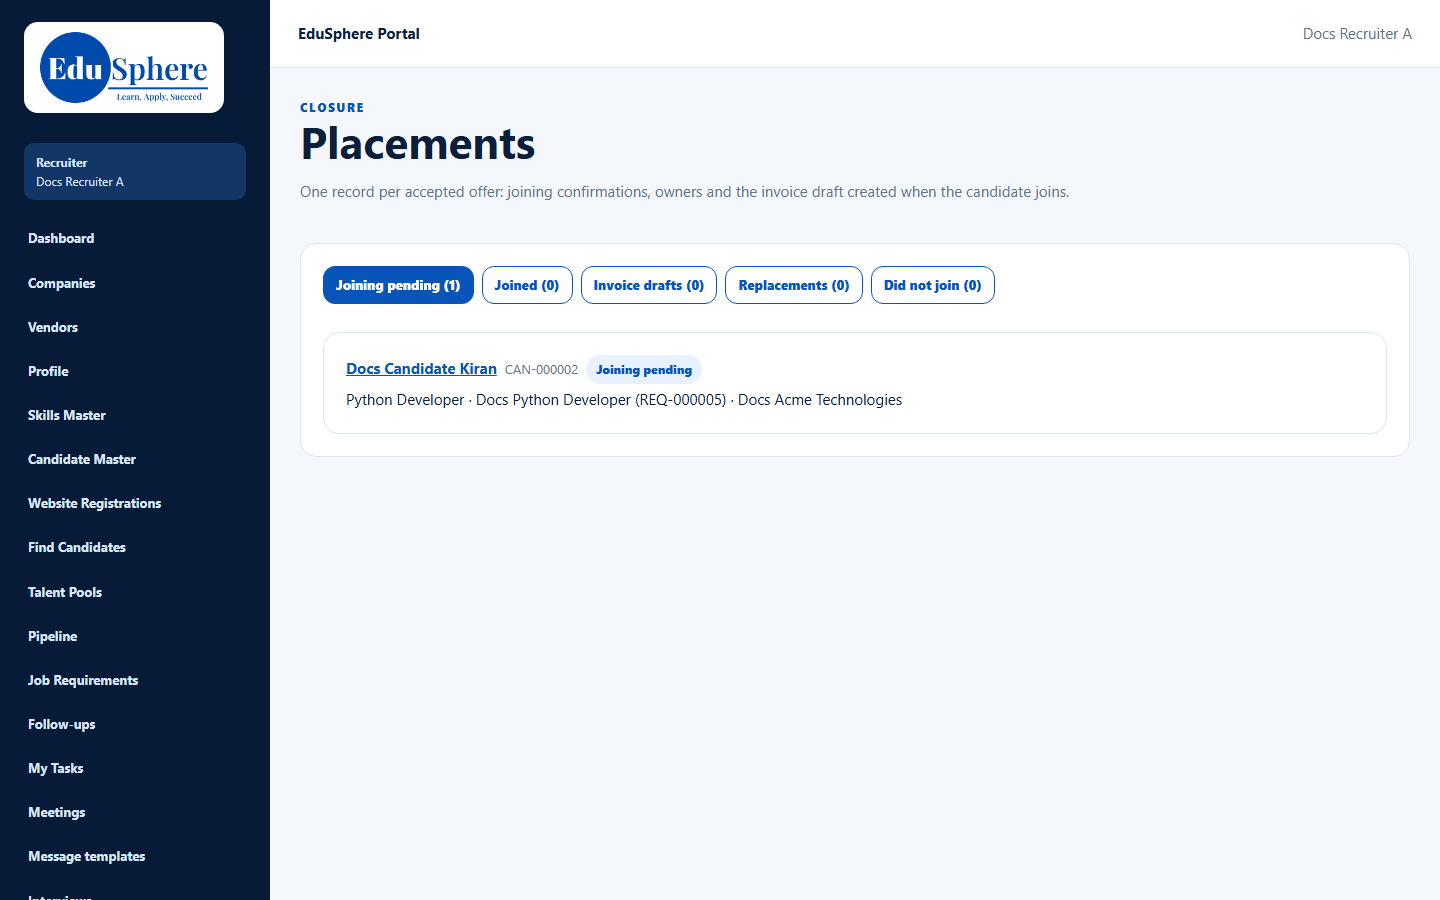 EduSphere
Learn. Apply, Succeed
Recruiter
Docs Recruiter A
Dashboard
Companies
Vendors
Profile
Skills Master
Candidate Master
Website Registrations
Find Candidates
Talent Pools
Pipeline
Job Requirements
Follow-ups
My Tasks
Meetings
Message templates
EduSphere Portal
Docs Recruiter A
CLOSURE
Placements
One record per accepted offer: joining confirmations, owners and the invoice draft created when the candidate joins.
Joining pending (1) Joined (0) Invoice drafts (0) Replacements (0) Did not join (0)
Docs Candidate Kiran CAN-000002 Joining pending
Python Developer · Docs Python Developer (REQ-000005) · Docs Acme Technologies